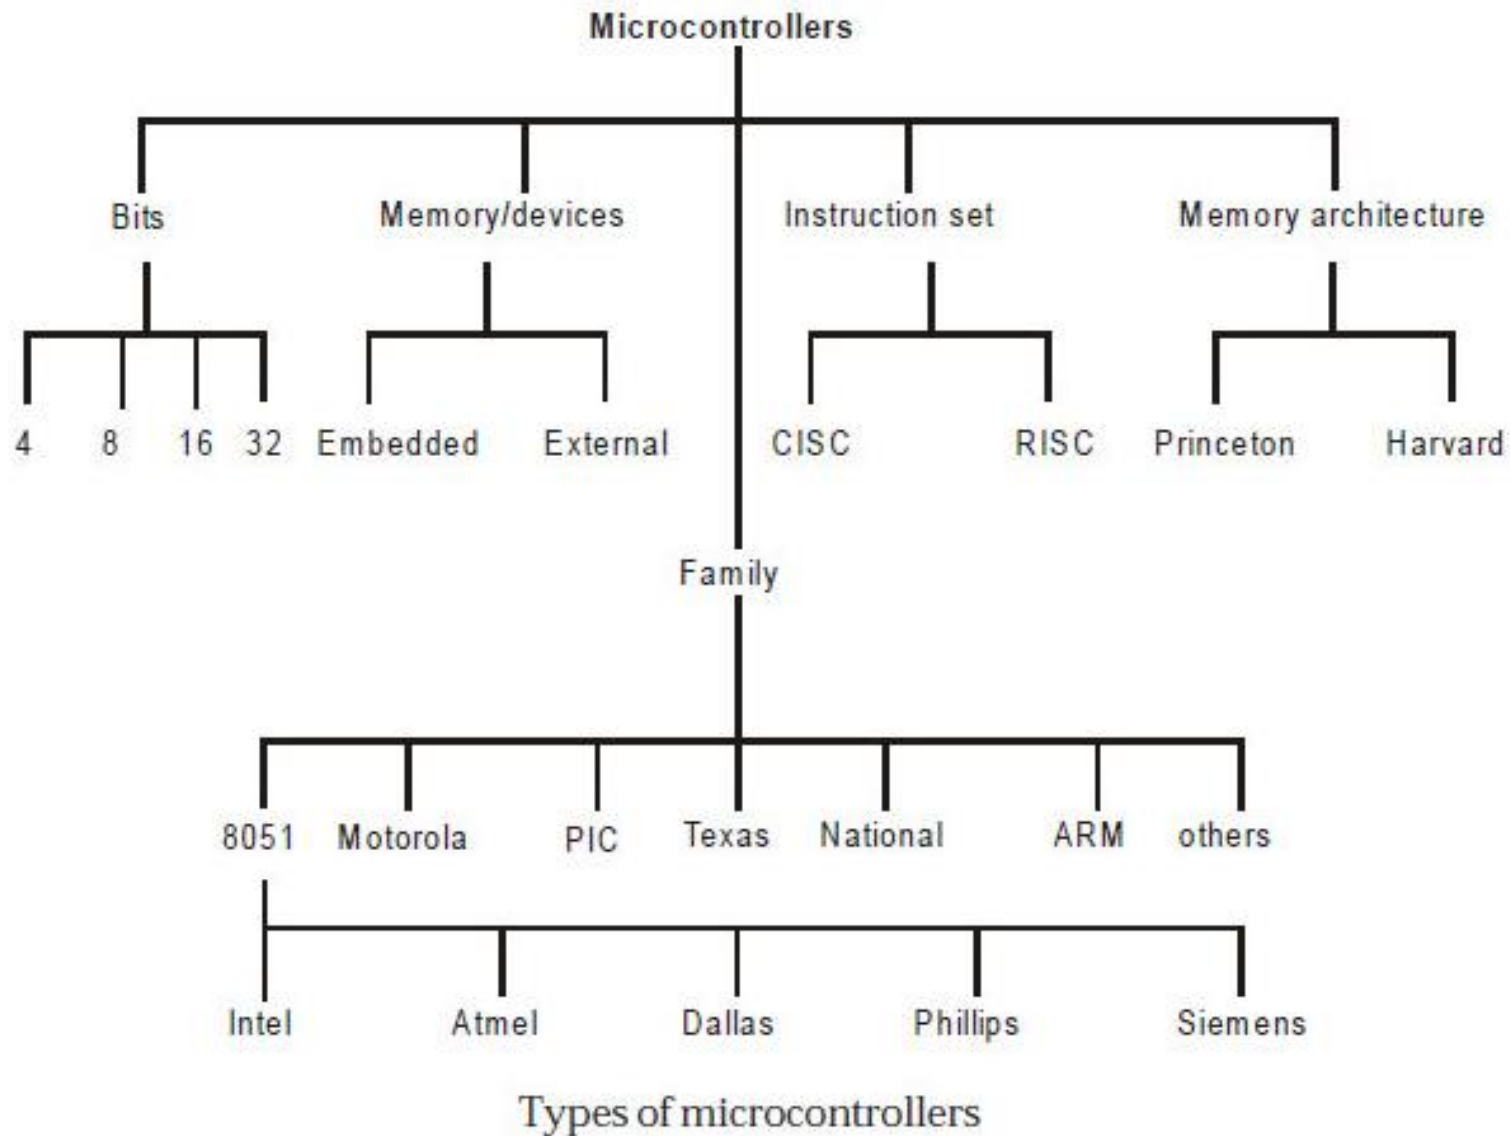 Microcontrollers
Bits Memory/devices Instruction set Memory architecture
4 8 16 32 Embedded External CISC RISC Princeton Harvard
Family
8051 Motorola PIC Texas National ARM others
Intel Atmel Dallas Phillips Siemens
Types of microcontrollers